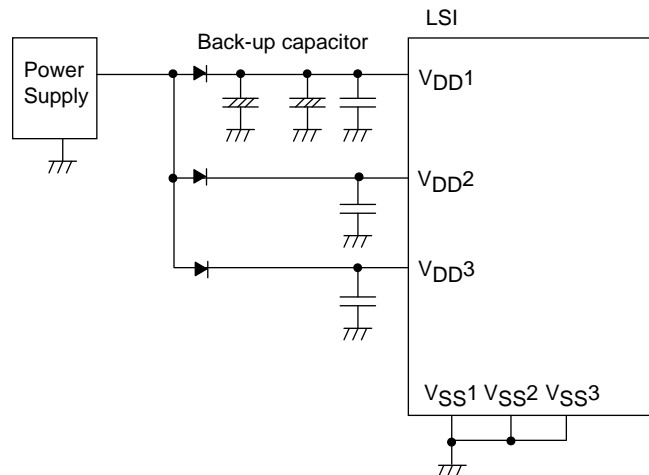 LSI
Back-up capacitor
Power
Supply
VDD1
VDD2
VDD3
VSS1 VSS2 VSS3